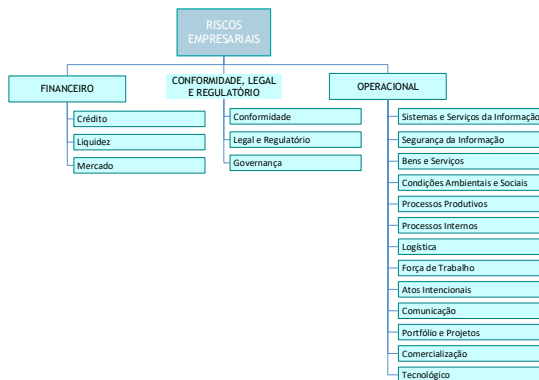 RISCOS
EMPRESARIAIS
FINANCEIRO
Crédito
Liquidez
Mercado
CONFORMIDADE, LEGAL
E REGULATÓRIO
Conformidade
Legal e Regulatório
Governança
OPERACIONAL
Sistemas e Serviços da Informação
Segurança da Informação
Bens e Serviços
Condições Ambientais e Sociais
Processos Produtivos
Processos Internos
Logística
Força de Trabalho
Atos Intencionais
Comunicação
Portfólio e Projetos
Comercialização
Tecnológico